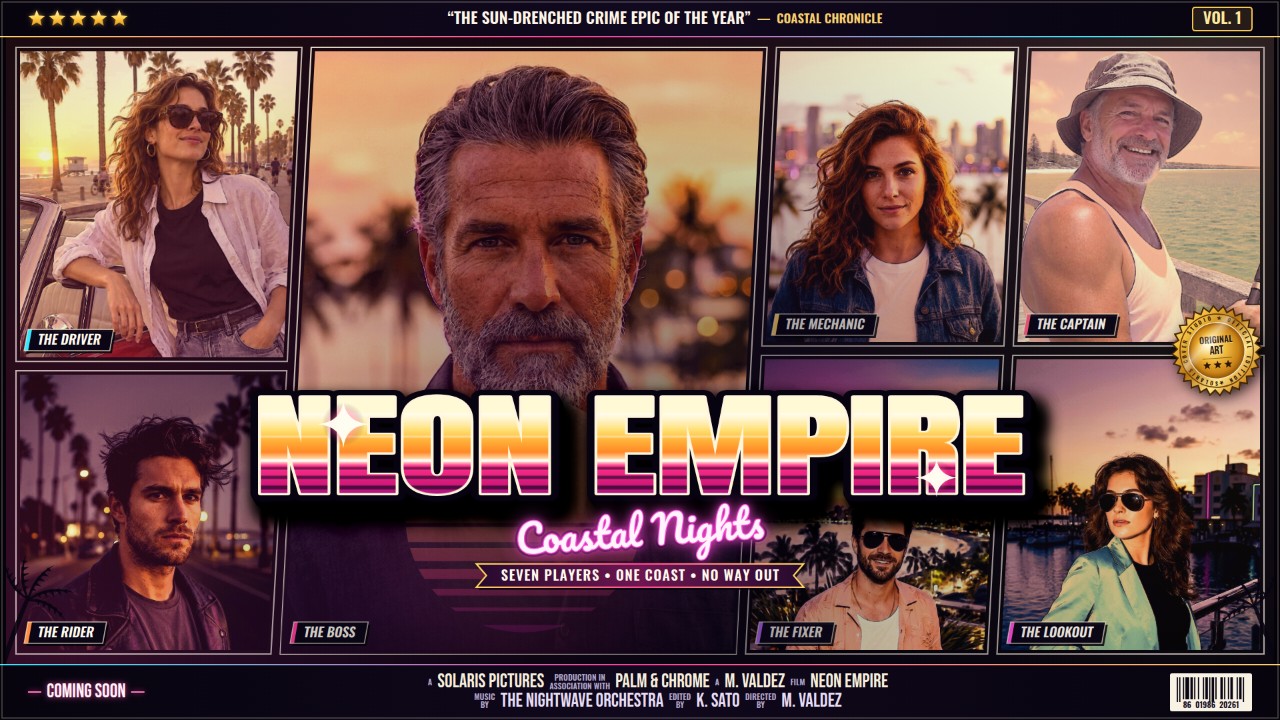 “THE SUN-DRENCHED CRIME EPIC OF THE YEAR” — COASTAL CHRONICLE
VOL. 1
THE DRIVER
THE MECHANIC
THE CAPTAIN
ORIGINAL
ART
NEON EMPIRE
Coastal Nights
SEVEN PLAYERS • ONE COAST • NO WAY OUT
THE RIDER
THE BOSS
THE FIXER
THE LOOKOUT
— COMING SOON —
A SOLARIS PICTURES PRODUCTION IN ASSOCIATION WITH PALM & CHROME A M. VALDEZ FILM NEON EMPIRE
MUSIC BY THE NIGHTWAVE ORCHESTRA EDITED BY K. SATO DIRECTED BY M. VALDEZ
86 01986 20261